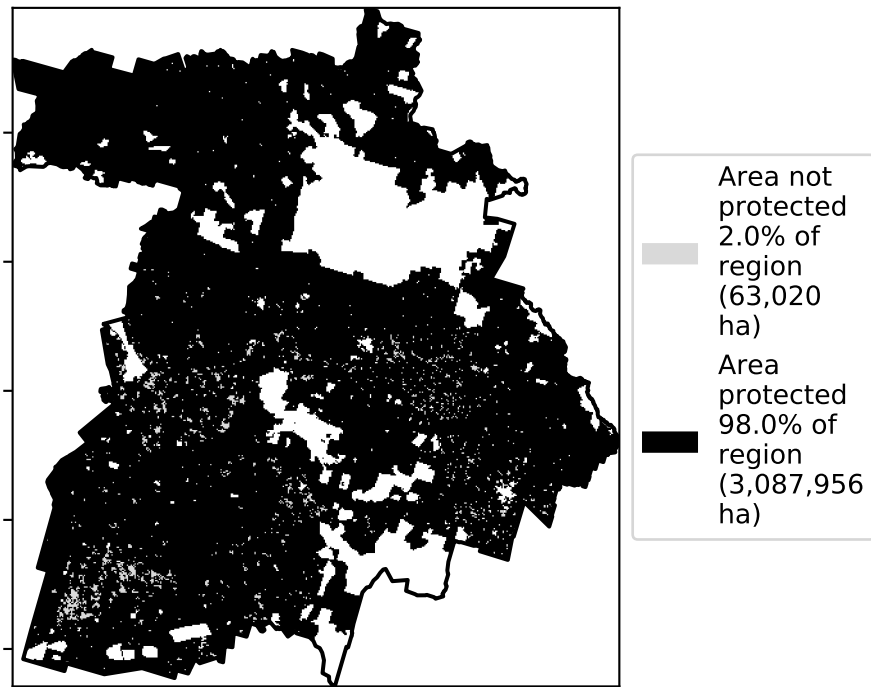 Area not
protected
2.0% of
region
(63,020
ha)
Area
protected
98.0% of
region
(3,087,956
ha)